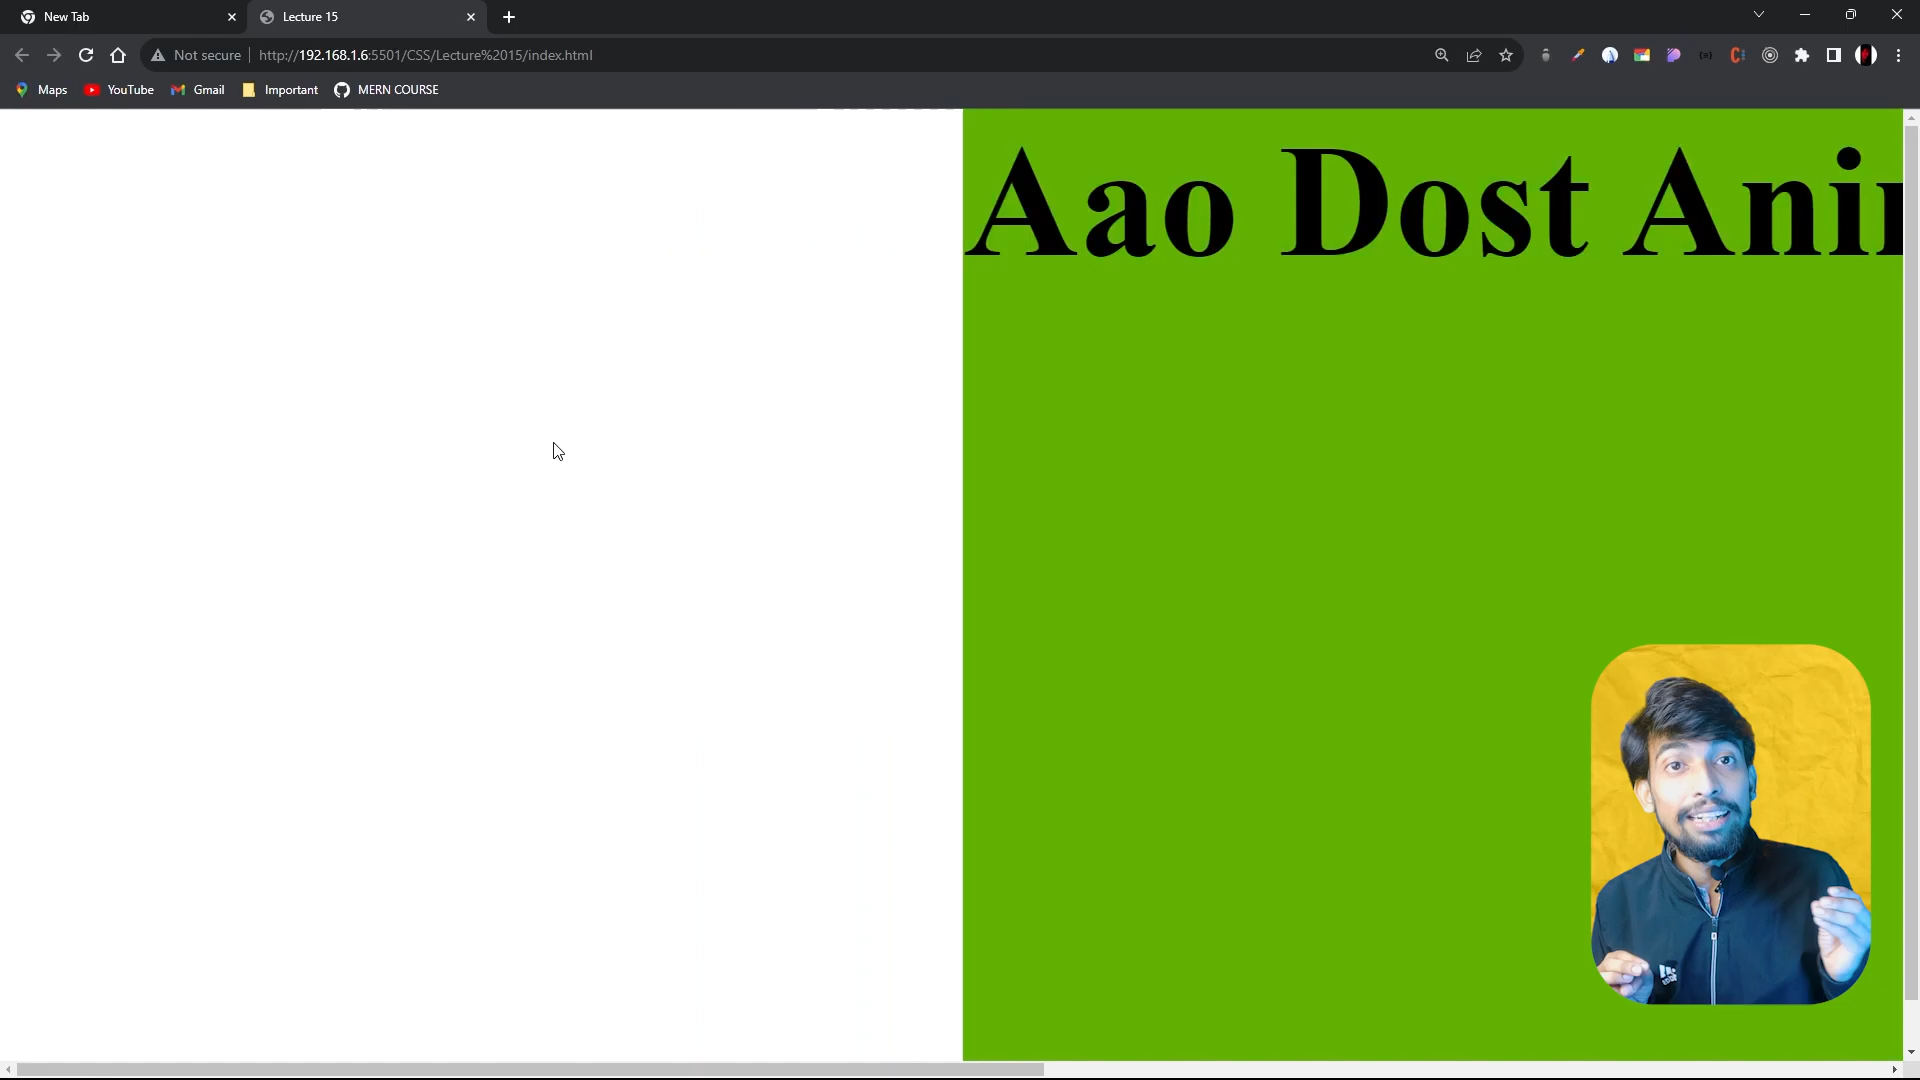 New Tab
Lecture 15
Not secure
http://192.168.1.6:5501/CSS/Lecture%2015/index.html
Maps
YouTube
Gmail
Important
MERN COURSE
Aao Dost Ani